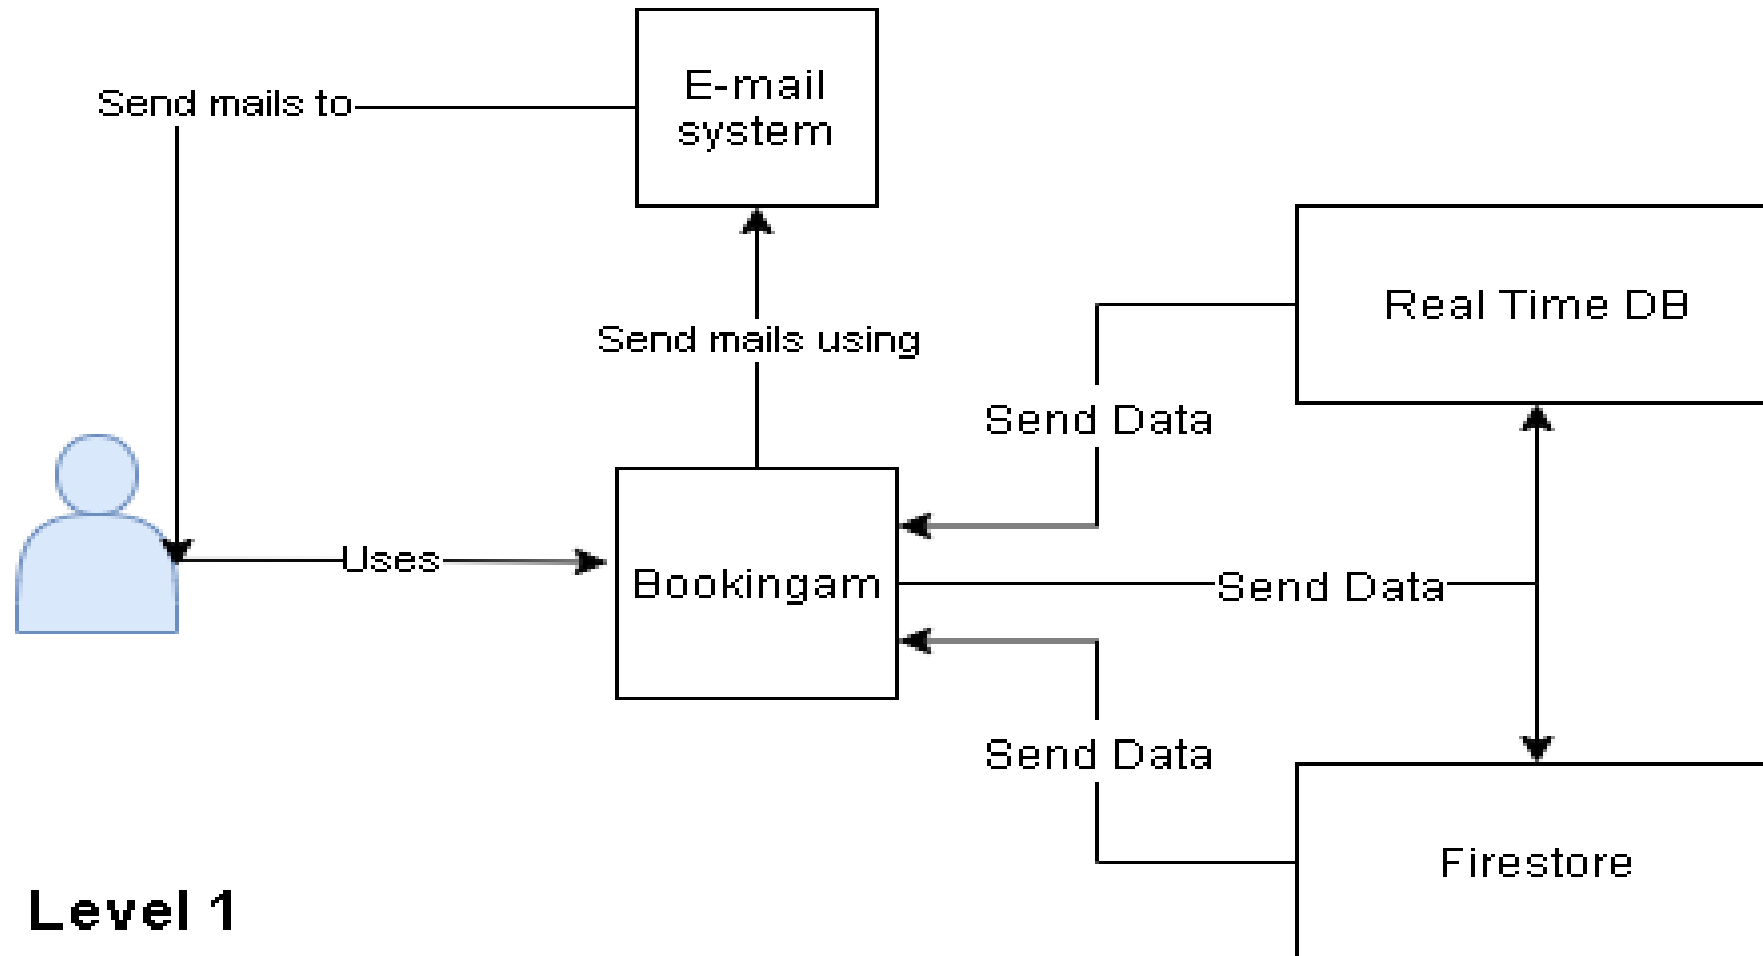 E-mail
system
Send mails to
Real Time DB
Send mails using
Send Data
Uses
Bookingam
Send Data
Send Data
Firestore
Level 1